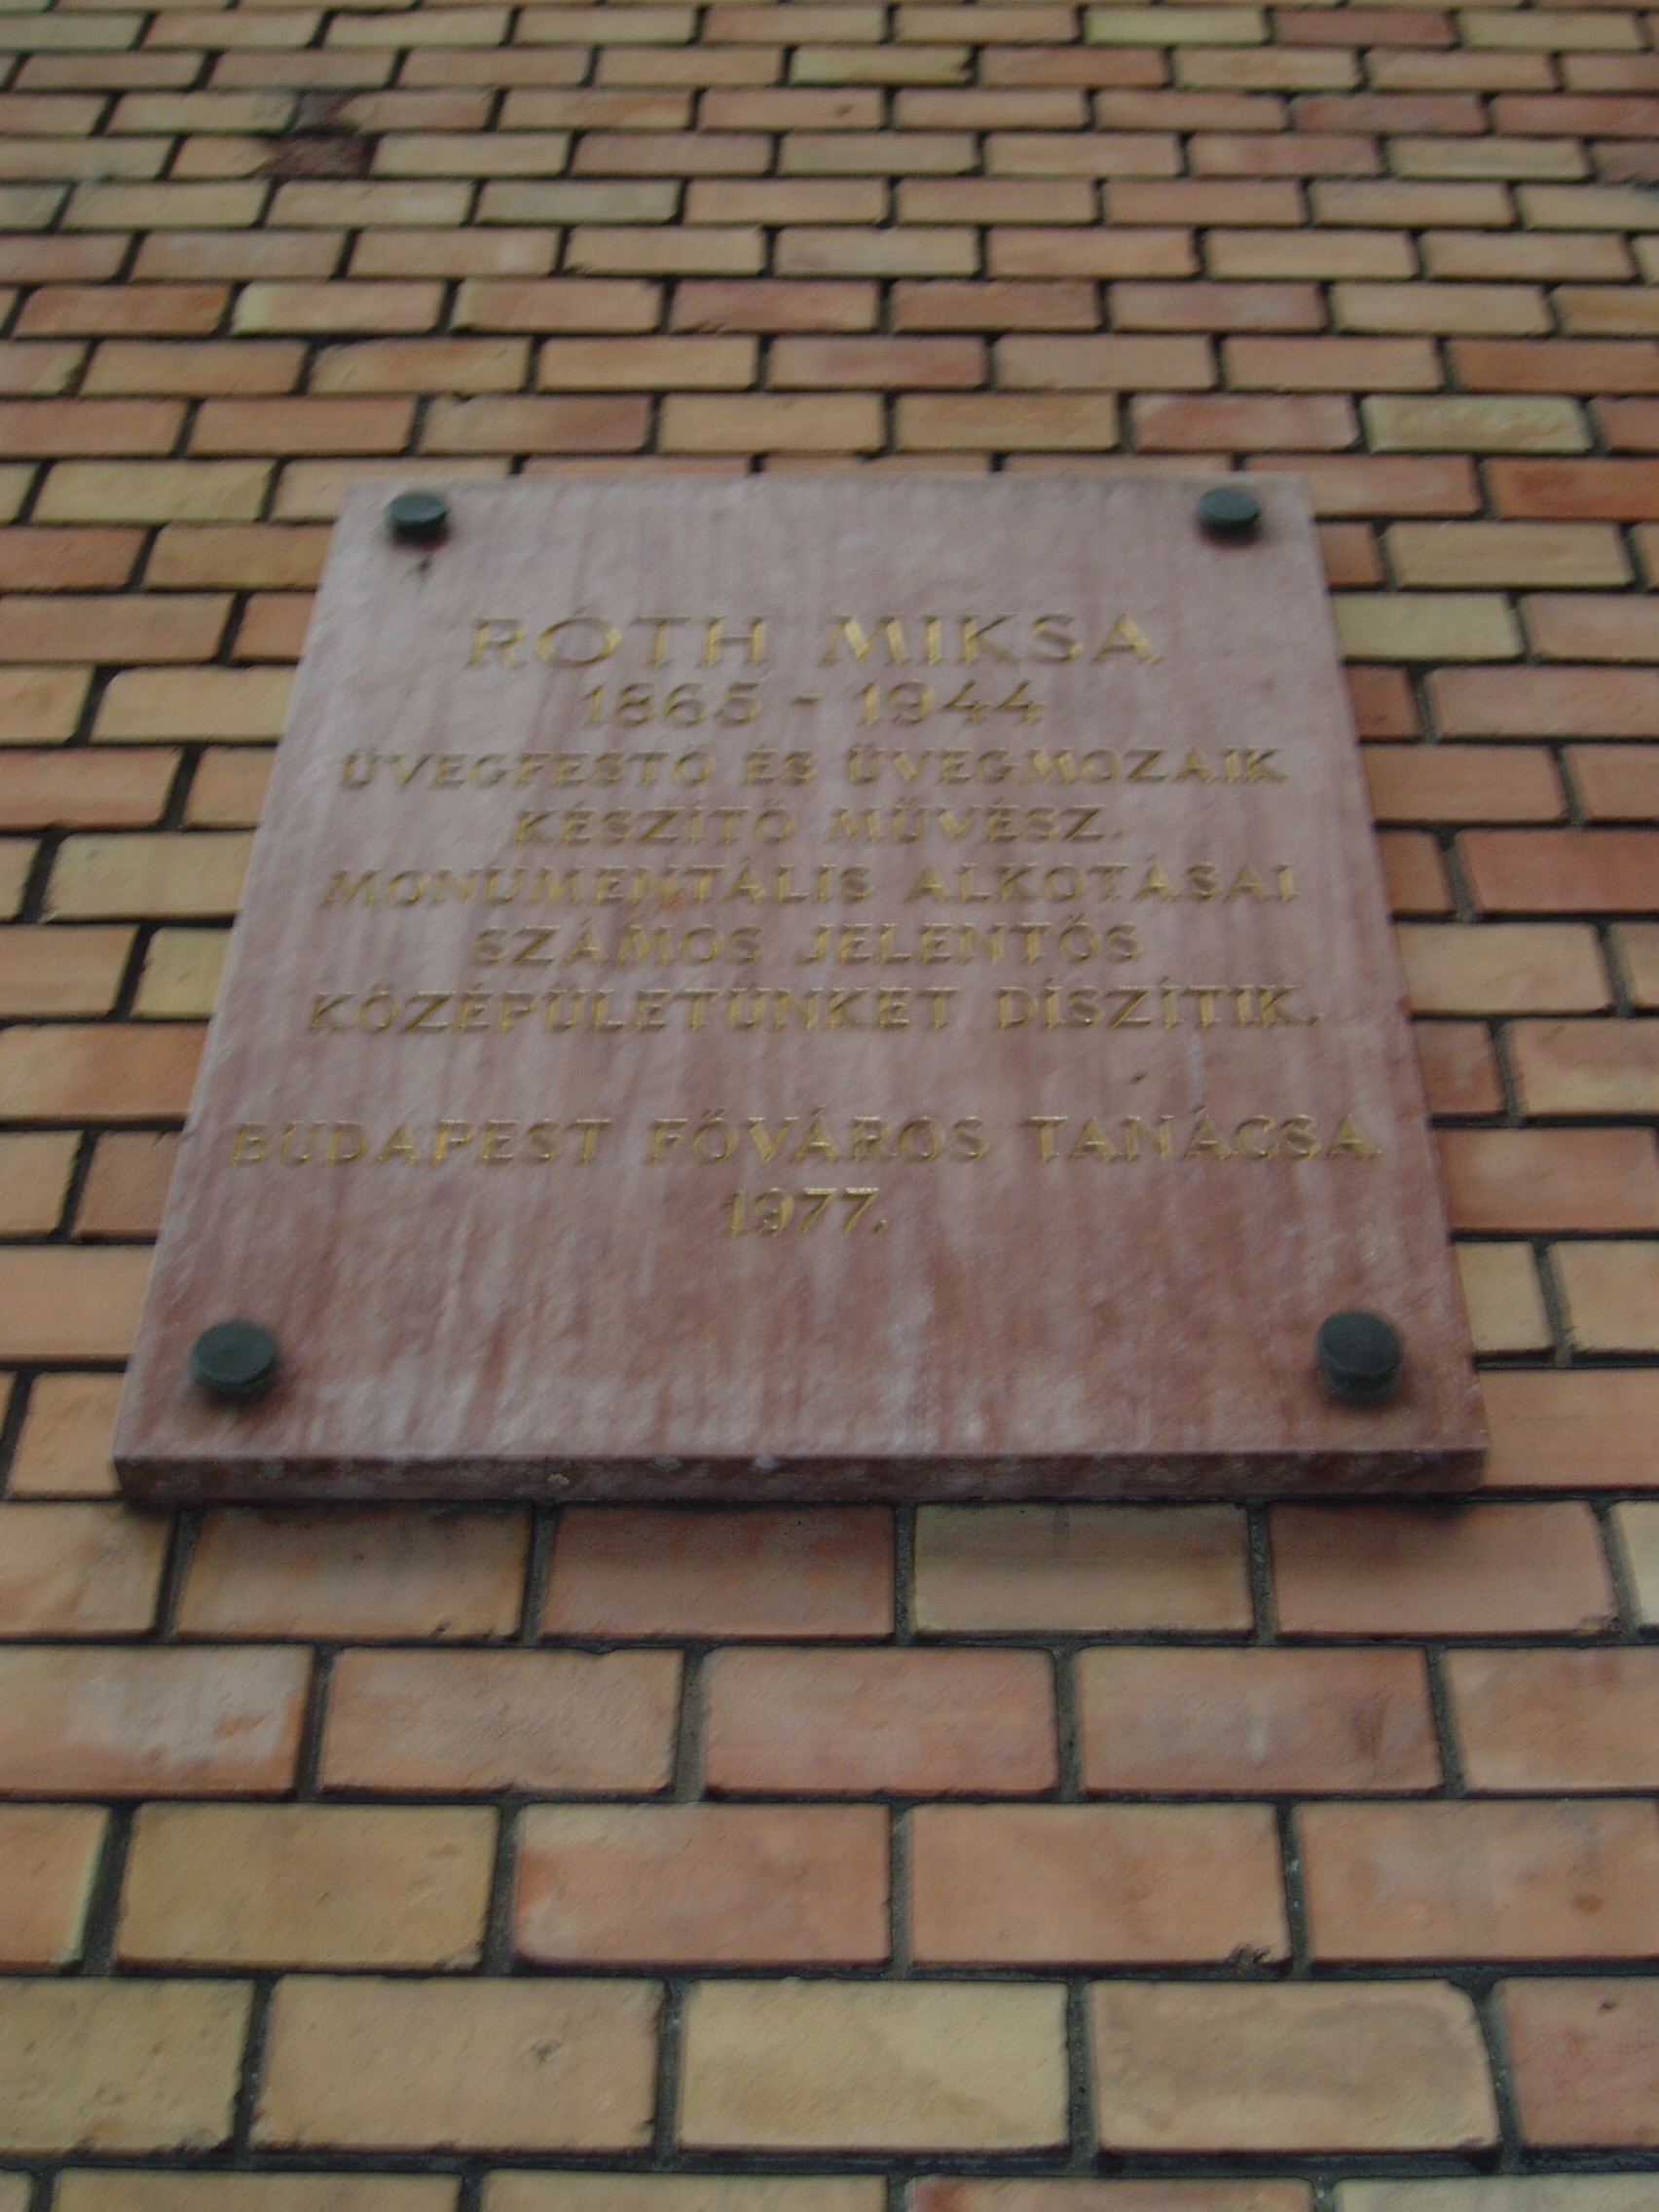 RÓTH MIKSA
1865 - 1944
ÜVEGFESTŐ ÉS ÜVEGMOZAIK
KÉSZÍTŐ MŰVÉSZ.
MONUMENTÁLIS ALKOTÁSAI
SZÁMOS JELENTŐS
KÖZÉPÜLETÜNKET DÍSZÍTIK.
BUDAPEST FŐVÁROS TANÁCSA
1977.